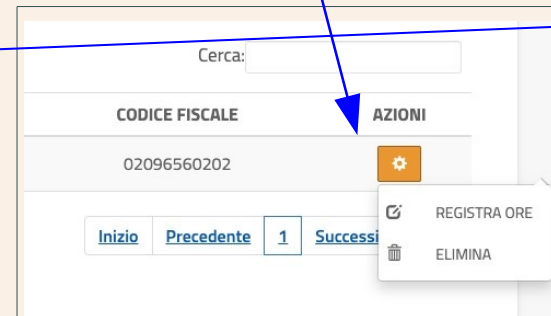 Cerca:
CODICE FISCALE AZIONI
02096560202
REGISTRA ORE
Inizio Precedente 1 Successi
ELIMINA